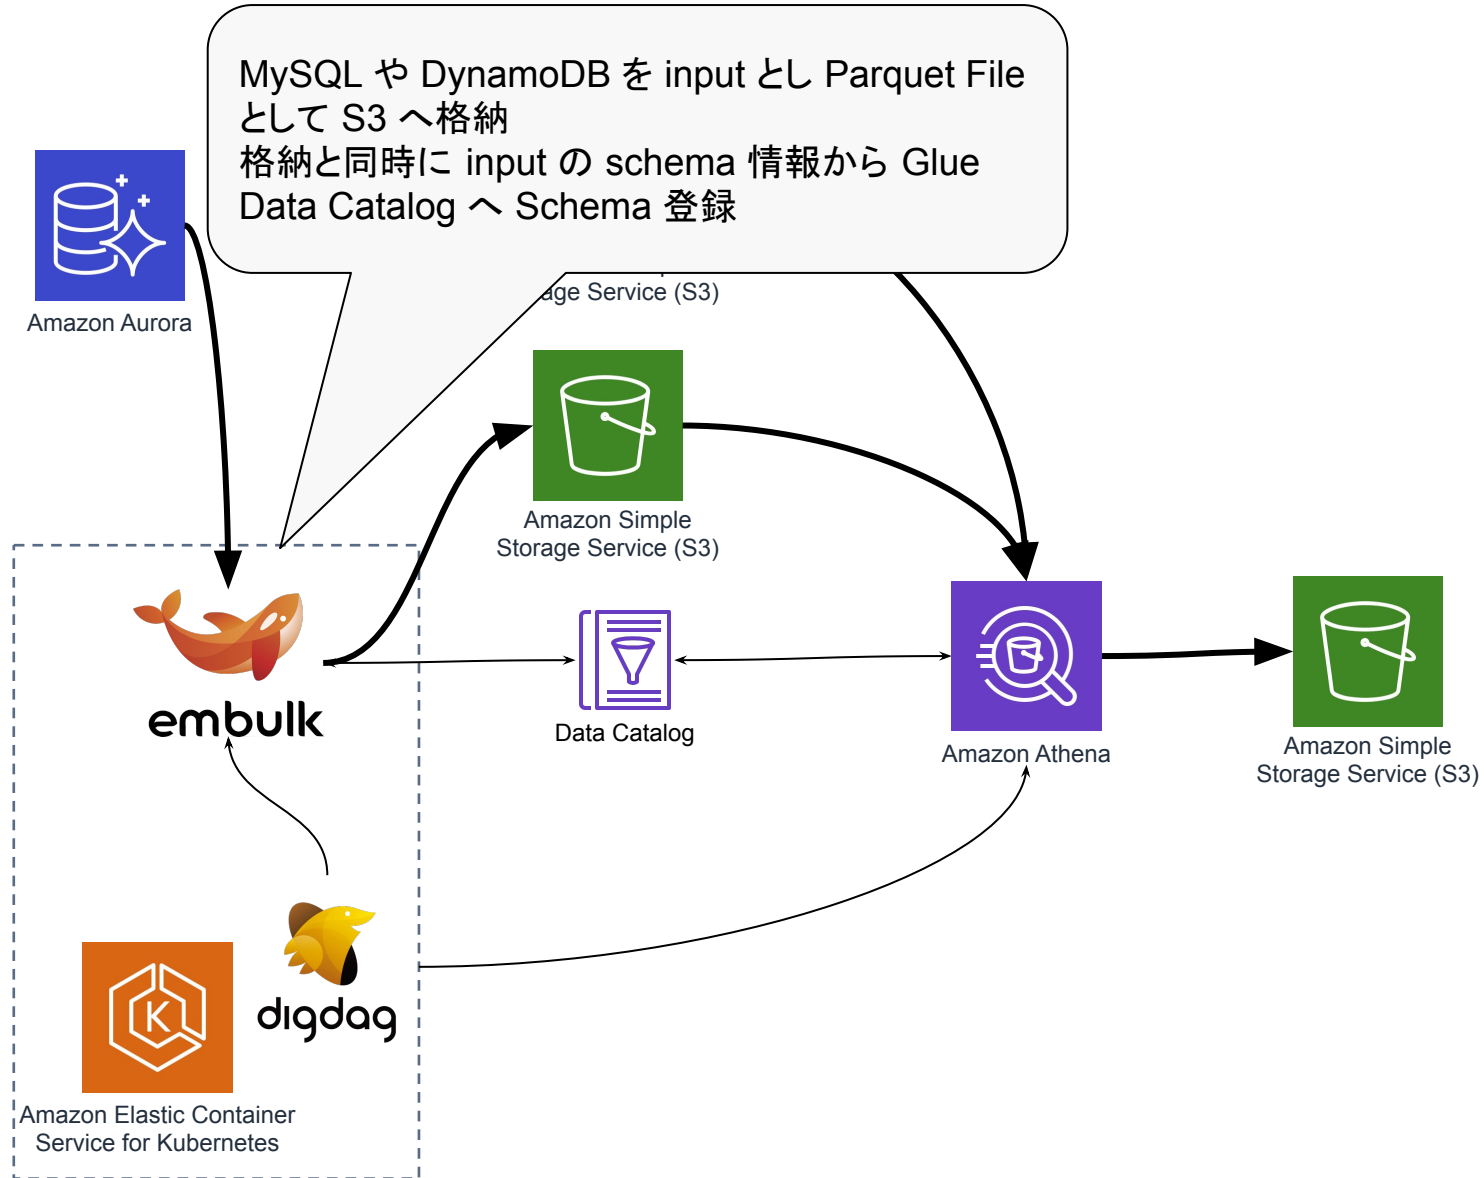 MySQL や DynamoDB を input とし Parquet File
として S3 へ格納
格納と同時に input の schema 情報から Glue
Data Catalog へ Schema 登録
Amazon Aurora
Service (S3)
Amazon Simple
Storage Service (S3)
embulk
Data Catalog
Amazon Athena
Amazon Simple
Storage Service (S3)
digdag
K
Amazon Elastic Container
Service for Kubernetes